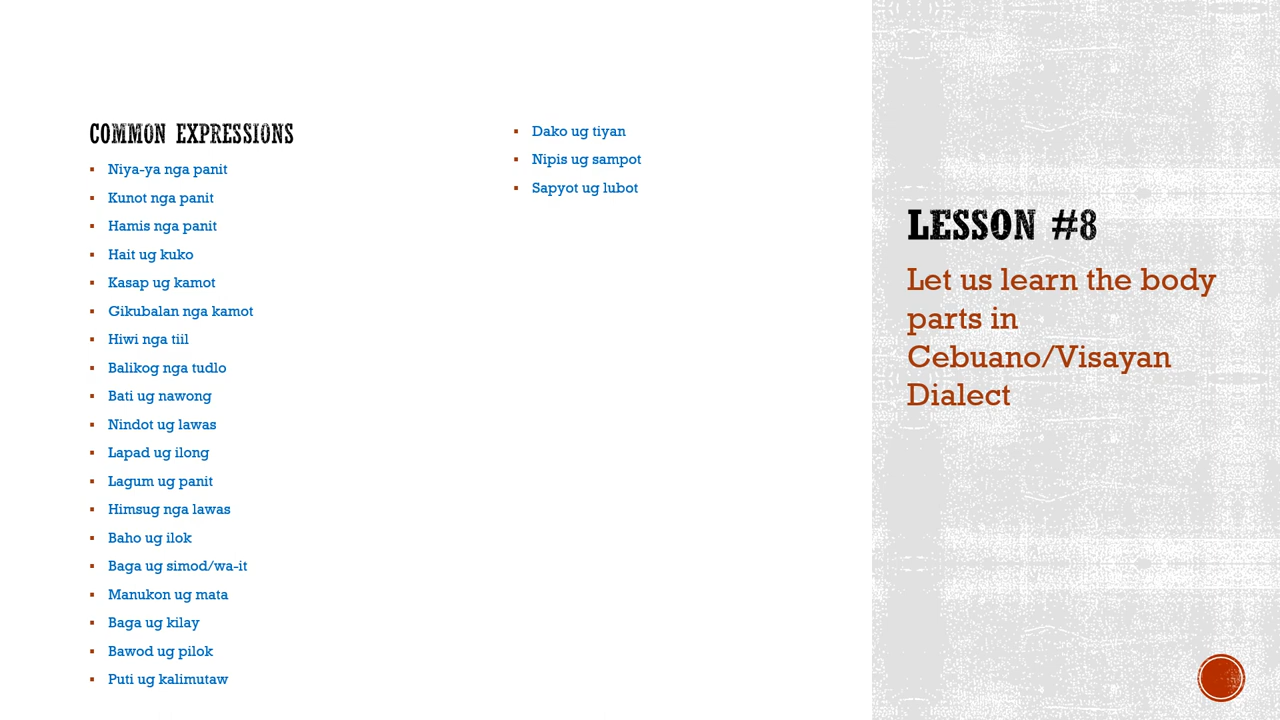 COMMON EXPRESSIONS
Niya-ya nga panit
Kunot nga panit
Hamis nga panit
Hait ug kuko
Kasap ug kamot
Gikubalan nga kamot
Hiwi nga tiil
Balikog nga tudlo
Bati ug nawong
Nindot ug lawas
Lapad ug ilong
Lagum ug panit
Himsug nga lawas
Baho ug ilok
Baga ug simod/wa-it
Manukon ug mata
Baga ug kilay
Bawod ug pilok
Puti ug kalimutaw
Dako ug tiyan
Nipis ug sampot
Sapyot ug lubot
LESSON #8
Let us learn the body
parts in
Cebuano/Visayan
Dialect